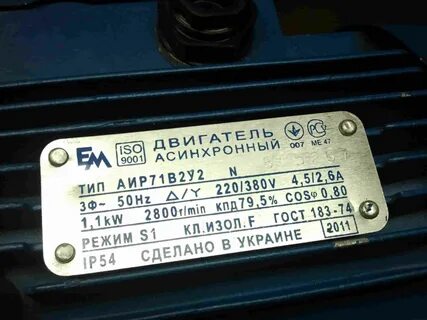 ЕМ ISO 9001 ДВИГАТЕЛЬ АСИНХРОННЫЙ 007 МЕ 47
ТИП АИР71В2У2 N
3Ф~ 50Hz Δ/Y 220/380V 4,5/2,6A
1,1kW 2800r/min КПД79,5% COSφ 0,80
РЕЖИМ S1 КЛ.ИЗОЛ.F ГОСТ 183-74
IP54 СДЕЛАНО В УКРАИНЕ 2011